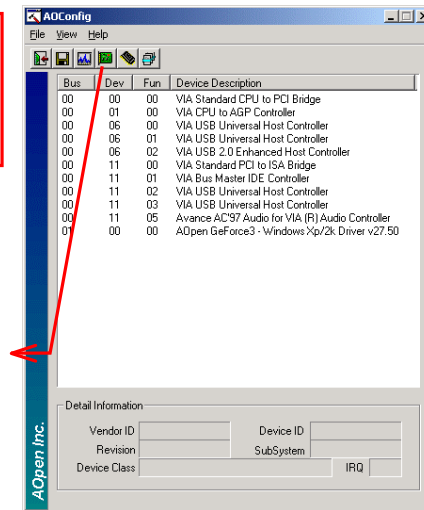 AOConfig
File View Help
Bus Dev Fun Device Description
00 00 00 VIA Standard CPU to PCI Bridge
00 01 00 VIA CPU to AGP Controller
00 06 00 VIA USB Universal Host Controller
00 06 01 VIA USB Universal Host Controller
00 06 02 VIA USB 2.0 Enhanced Host Controller
00 11 00 VIA Standard PCI to ISA Bridge
00 11 01 VIA Bus Master IDE Controller
00 11 02 VIA USB Universal Host Controller
00 11 03 VIA USB Universal Host Controller
00 11 05 Avance AC'97 Audio for VIA (R) Audio Controller
01 00 00 AOpen GeForce3 - Windows Xp/2k Driver v27.50
Detail Information
Vendor ID Device ID
Revision SubSystem
Device Class IRQ
AOpen Inc.